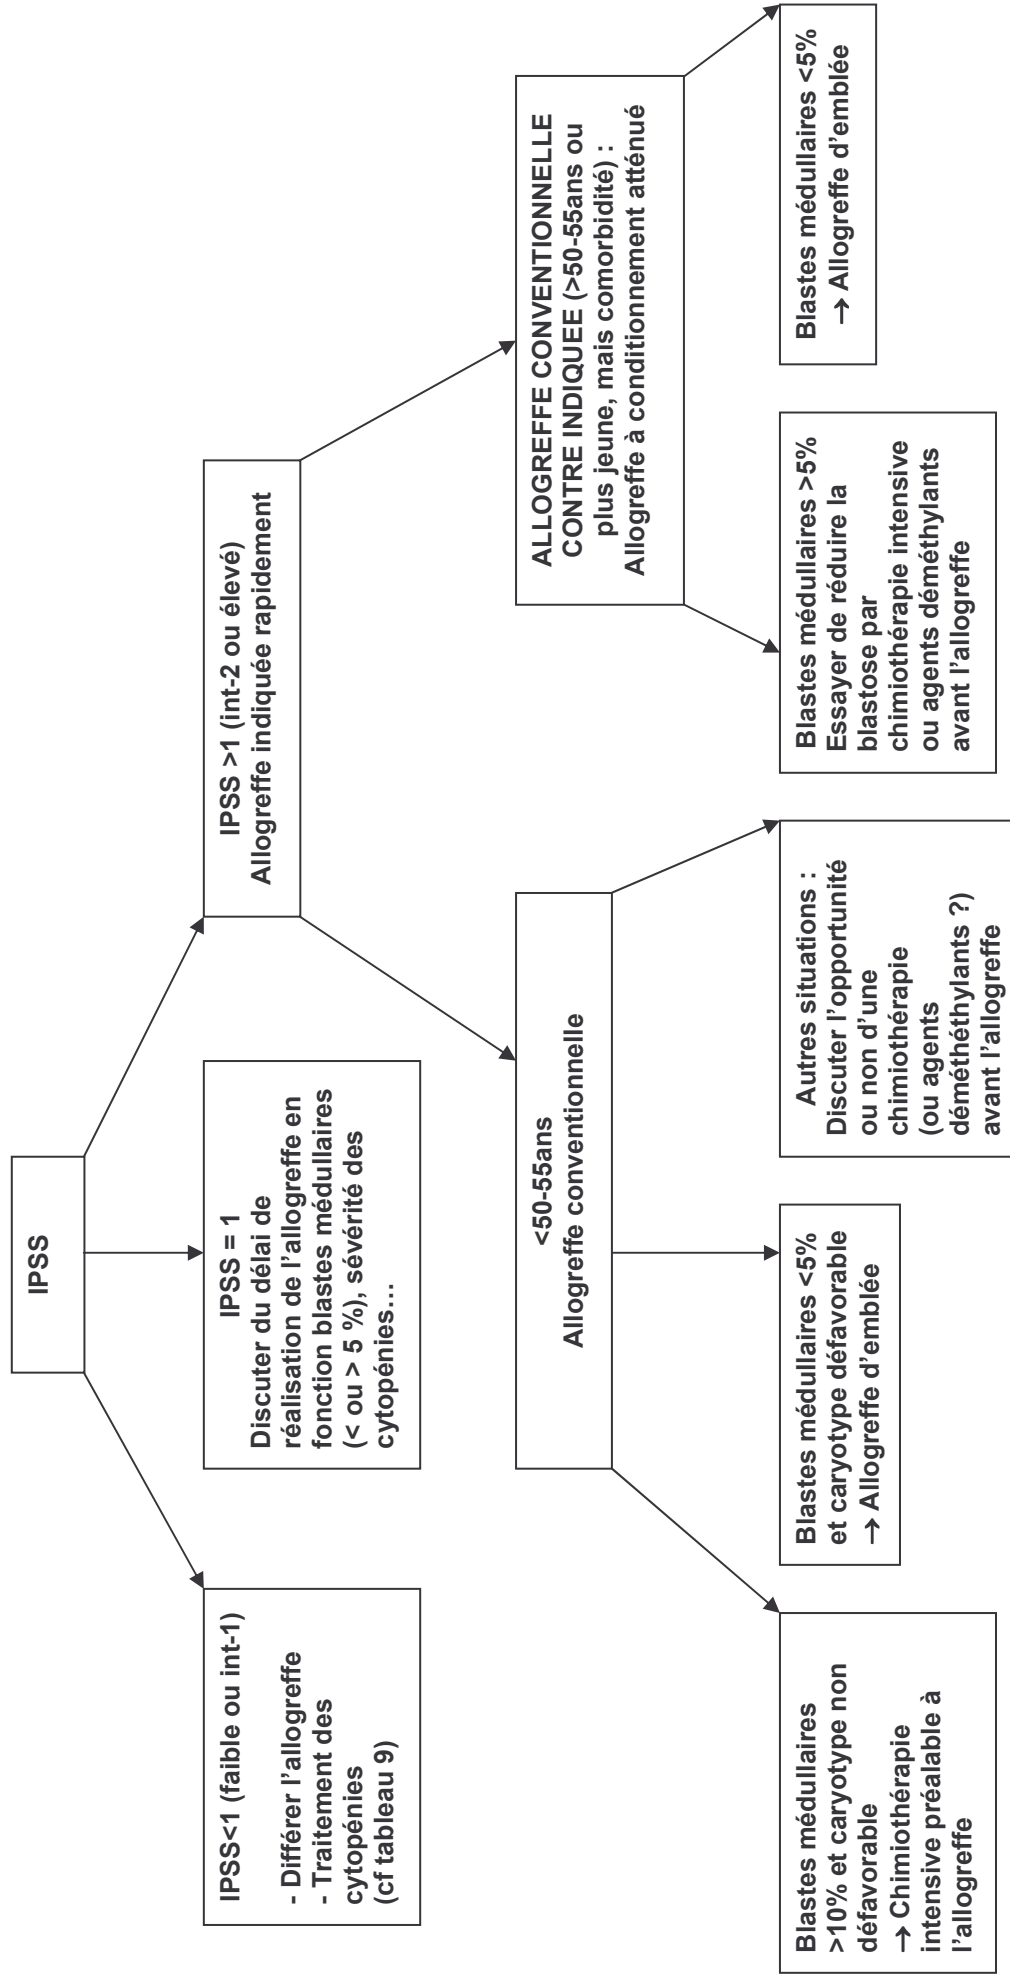 IPSS
IPSS<1 (faible ou int-1)
- Différer l’allogreffe
- Traitement des
cytopénies
(cf tableau 9)
IPSS = 1
Discuter du délai de
réalisation de l’allogreffe en
fonction blastes médullaires
(< ou > 5 %), sévérité des
cytopénies…
IPSS >1 (int-2 ou élevé)
Allogreffe indiquée rapidement
<50-55ans
Allogreffe conventionnelle
ALLOGREFFE CONVENTIONNELLE
CONTRE INDIQUEE (>50-55ans ou
plus jeune, mais comorbidité) :
Allogreffe à conditionnement atténué
Blastes médullaires
>10% et caryotype non
défavorable
→ Chimiothérapie
intensive préalable à
l’allogreffe
Blastes médullaires <5%
et caryotype défavorable
→ Allogreffe d’emblée
Autres situations :
Discuter l’opportunité
ou non d’une
chimiothérapie
(ou agents
déméthéthylants ?)
avant l’allogreffe
Blastes médullaires >5%
Essayer de réduire la
blastose par
chimiothérapie intensive
ou agents déméthylants
avant l’allogreffe
Blastes médullaires <5%
→ Allogreffe d’emblée